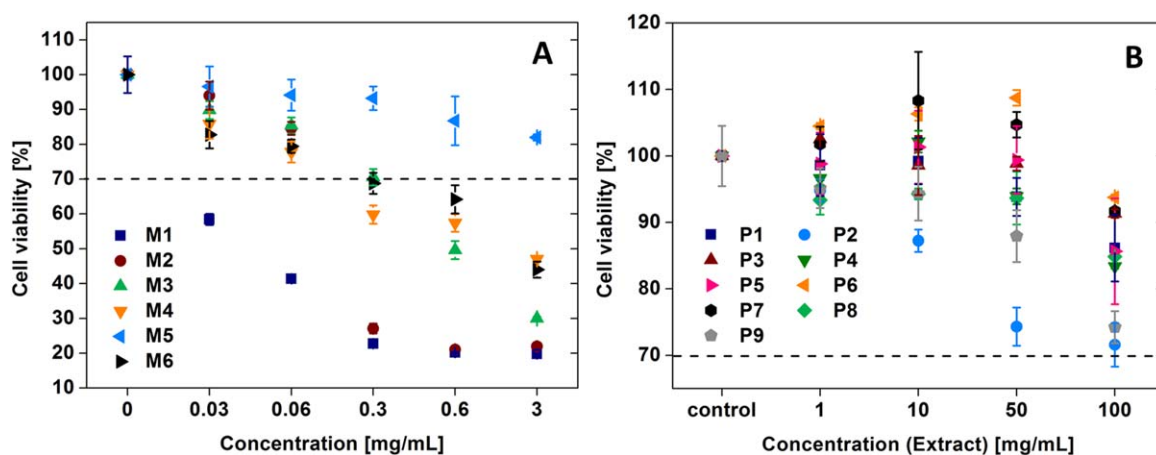 A
Cell viability [%]
110
100
90
80
70
60
50
40
30
20
10
M1
M2
M3
M4
M5
M6
0 0.03 0.06 0.3 0.6 3
Concentration [mg/mL]
B
Cell viability [%]
120
110
100
90
80
70
P1 P2
P3 P4
P5 P6
P7 P8
P9
control 1 10 50 100
Concentration (Extract) [mg/mL]